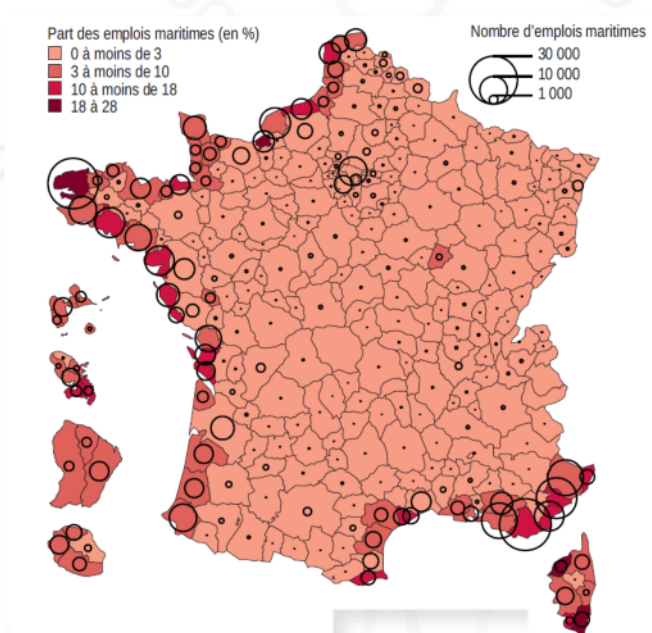 Part des emplois maritimes (en %)
0 à moins de 3
3 à moins de 10
10 à moins de 18
18 à 28
Nombre d'emplois maritimes
30 000
10 000
1 000